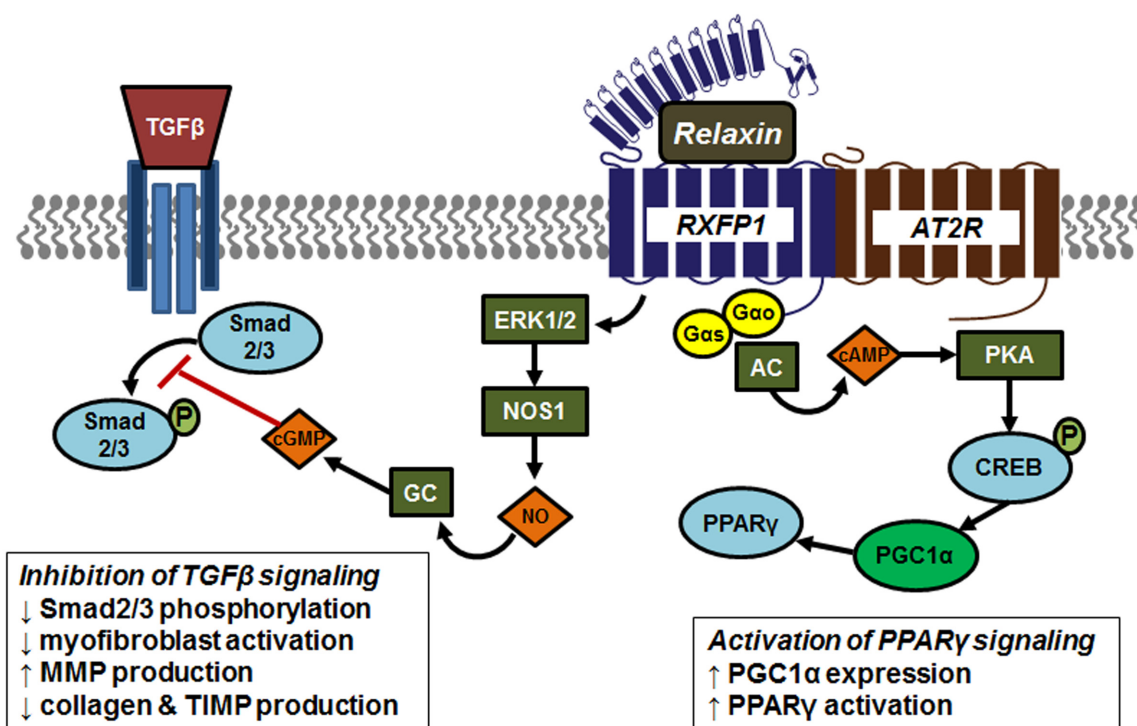 TGFβ
Relaxin
RXFP1
AT2R
Smad
2/3
Smad
2/3
P
cGMP
GC
ERK1/2
NOS1
NO
Gαs
Gαo
AC
cAMP
PKA
CREB
P
PGC1α
PPARγ
Inhibition of TGFβ signaling
↓ Smad2/3 phosphorylation
↓ myofibroblast activation
↑ MMP production
↓ collagen & TIMP production
Activation of PPARγ signaling
↑ PGC1α expression
↑ PPARγ activation